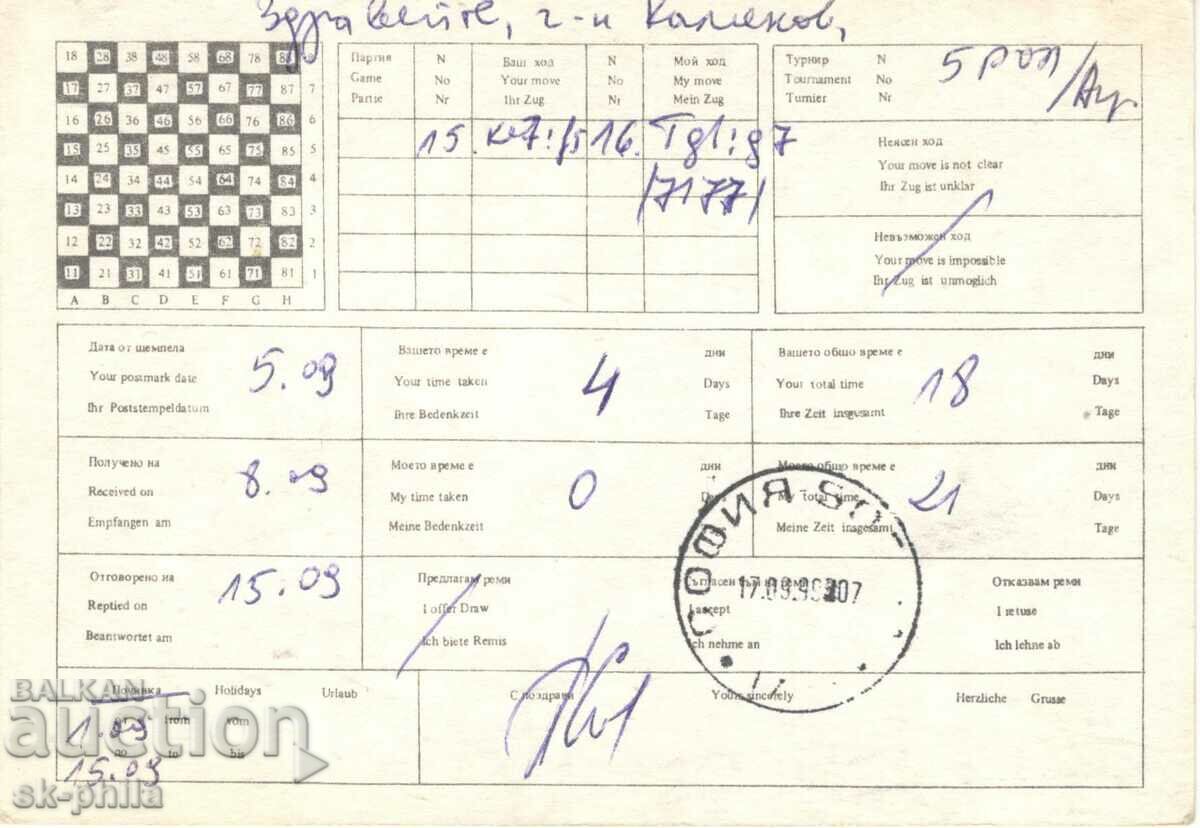 Здравейте, г-н Каменов,
18 28 38 48 58 68 78 88
17 27 37 47 57 67 77 87 7
16 26 36 46 56 66 76 86 6
15 25 35 45 55 65 75 85 5
14 24 34 44 54 64 74 84 4
13 23 33 43 53 63 73 83 3
12 22 32 42 52 62 72 82 2
11 21 31 41 51 61 71 81 1
A B C D E F G H
Партия N Ваш ход N Мой ход
Game No Your move No My move
Partie Nr Ihr Zug Nr Mein Zug
15. 16. Tg1:g7
/7177/
Турнир N
Tournament No
Turnier Nr
Неясен ход
Your move is not clear
Ihr Zug ist unklar
Невъзможен ход
Your move is impossible
Ihr Zug ist unmoglich
Дата от щемпела
Your postmark date 5.09
Ihr Poststempeldatum
Вашето време е дни
Your time taken 4 Days
Ihre Bedenkzeit Tage
Вашето общо време е дни
Your total time 18 Days
Ihre Zeit insgesamt Tage
Получено на
Received on 8.09
Empfangen am
Моето време е дни
My time taken 0 Days
Meine Bedenkzeit Tage
Моето общо време е дни
My total time 21 Days
Meine Zeit insgesamt Tage
Отговорено на
Reptied on 15.09
Beantwortet am
Предлагам реми
I offer Draw
Ich biete Remis
I accept
Ich nehme an
Отказвам реми
I retuse
Ich lehne ab
СОФИЯ
Почивка Holidays Urlaub
1.09 from vom
по to bis
15.09
С поздрави Yours sincerely Herzliche Grusse
BALKAN
auction
sk-phila